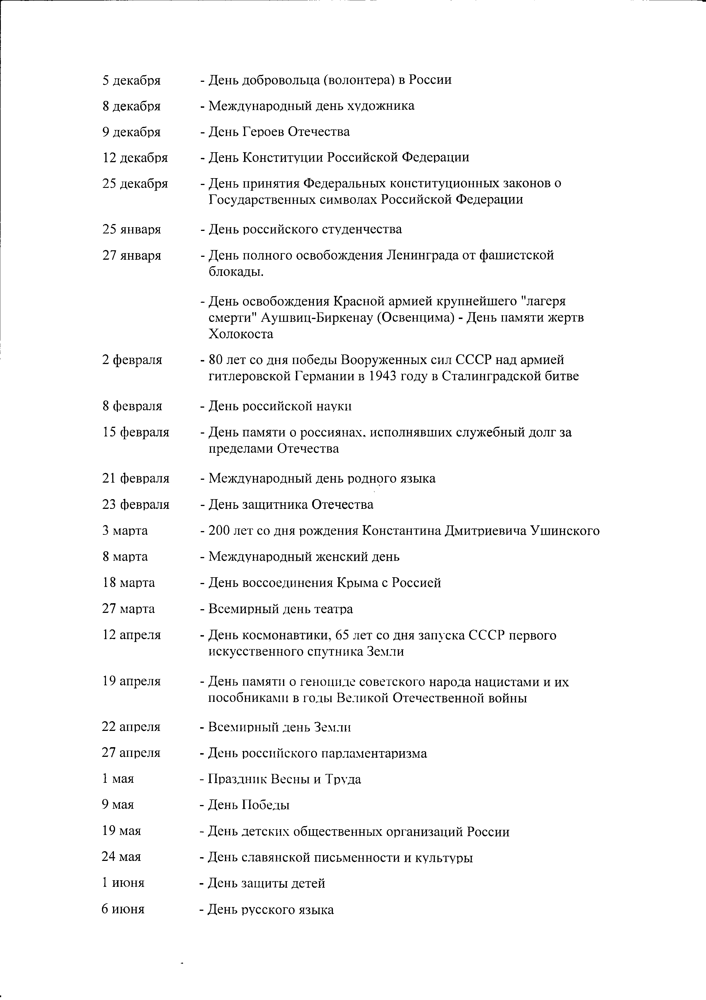 5 декабря - День добровольца (волонтера) в России
8 декабря - Международный день художника
9 декабря - День Героев Отечества
12 декабря - День Конституции Российской Федерации
25 декабря - День принятия Федеральных конституционных законов о
Государственных символах Российской Федерации
25 января - День российского студенчества
27 января - День полного освобождения Ленинграда от фашистской
блокады.
- День освобождения Красной армией крупнейшего "лагеря
смерти" Аушвиц-Биркенау (Освенцима) - День памяти жертв
Холокоста
2 февраля - 80 лет со дня победы Вооруженных сил СССР над армией
гитлеровской Германии в 1943 году в Сталинградской битве
8 февраля - День российской науки
15 февраля - День памяти о россиянах, исполнявших служебный долг за
пределами Отечества
21 февраля - Международный день родного языка
23 февраля - День защитника Отечества
3 марта - 200 лет со дня рождения Константина Дмитриевича Ушинского
8 марта - Международный женский день
18 марта - День воссоединения Крыма с Россией
27 марта - Всемирный день театра
12 апреля - День космонавтики, 65 лет со дня запуска СССР первого
искусственного спутника Земли
19 апреля - День памяти о геноциде советского народа нацистами и их
пособниками в годы Великой Отечественной войны
22 апреля - Всемирный день Земли
27 апреля - День российского парламентаризма
1 мая - Праздник Весны и Труда
9 мая - День Победы
19 мая - День детских общественных организаций России
24 мая - День славянской письменности и культуры
1 июня - День защиты детей
6 июня - День русского языка